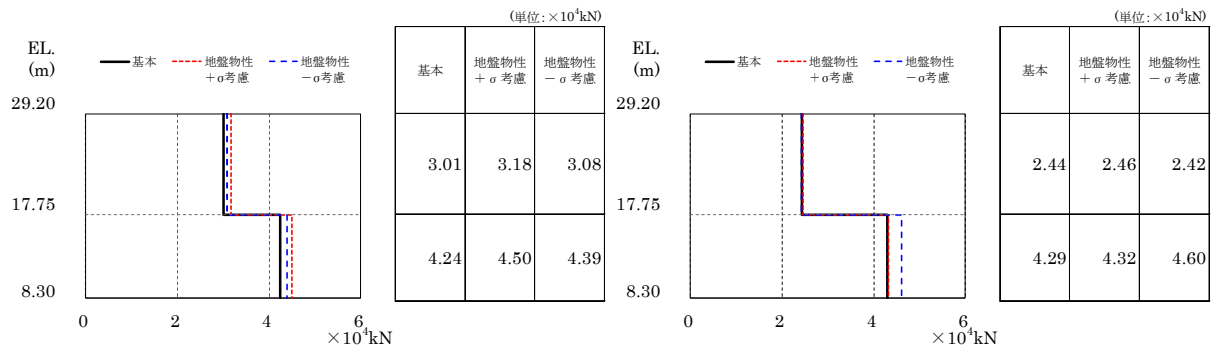 (単位:×10⁴kN)
EL.
(m)
基本 地盤物性+σ考慮 地盤物性−σ考慮
基本 地盤物性+σ考慮 地盤物性−σ考慮
29.20
3.01 3.18 3.08
17.75
4.24 4.50 4.39
8.30
0 2 4 6
×10⁴kN
(単位:×10⁴kN)
EL.
(m)
基本 地盤物性+σ考慮 地盤物性−σ考慮
基本 地盤物性+σ考慮 地盤物性−σ考慮
29.20
2.44 2.46 2.42
17.75
4.29 4.32 4.60
8.30
0 2 4 6
×10⁴kN